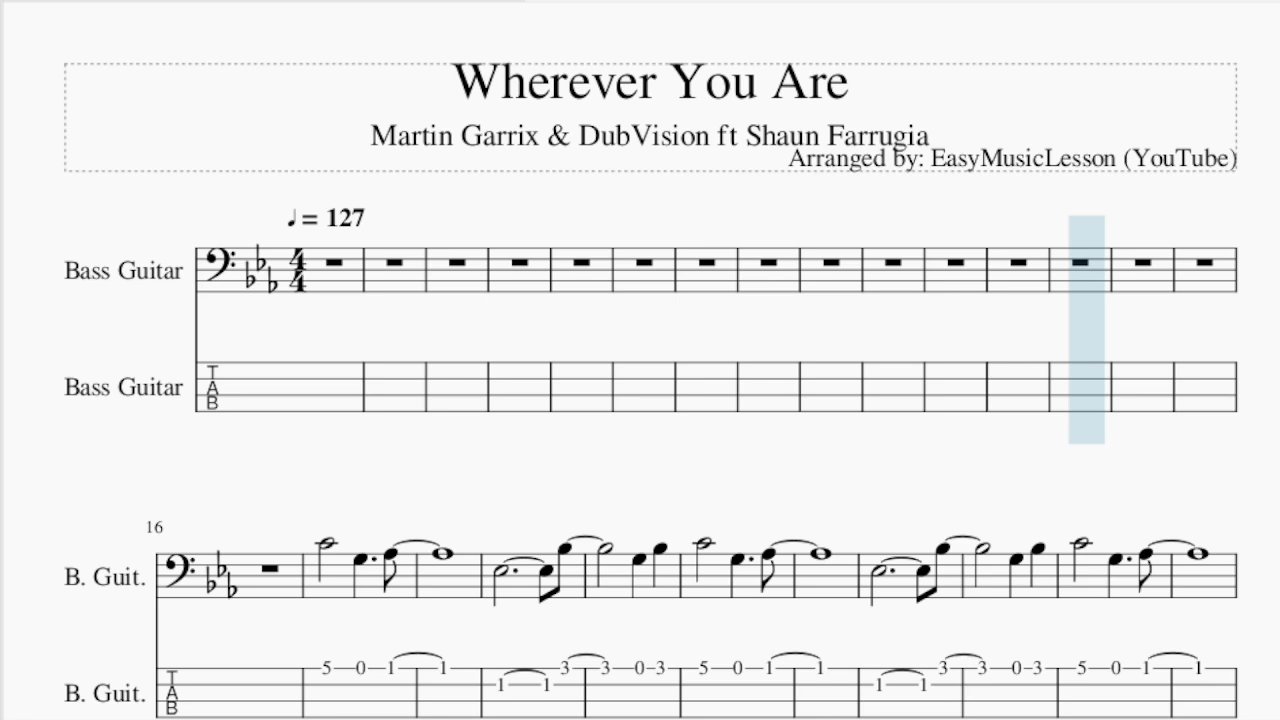 Wherever You Are
Martin Garrix & DubVision ft Shaun Farrugia
Arranged by: EasyMusicLesson (YouTube)
♩= 127
Bass Guitar
4
4
Bass Guitar
T
A
B
16
B. Guit.
B. Guit.
T
A
B
5 0 1 1 3 3 0 3 5 0 1 1 3 3 0 3 5 0 1 1
1 1 1 1